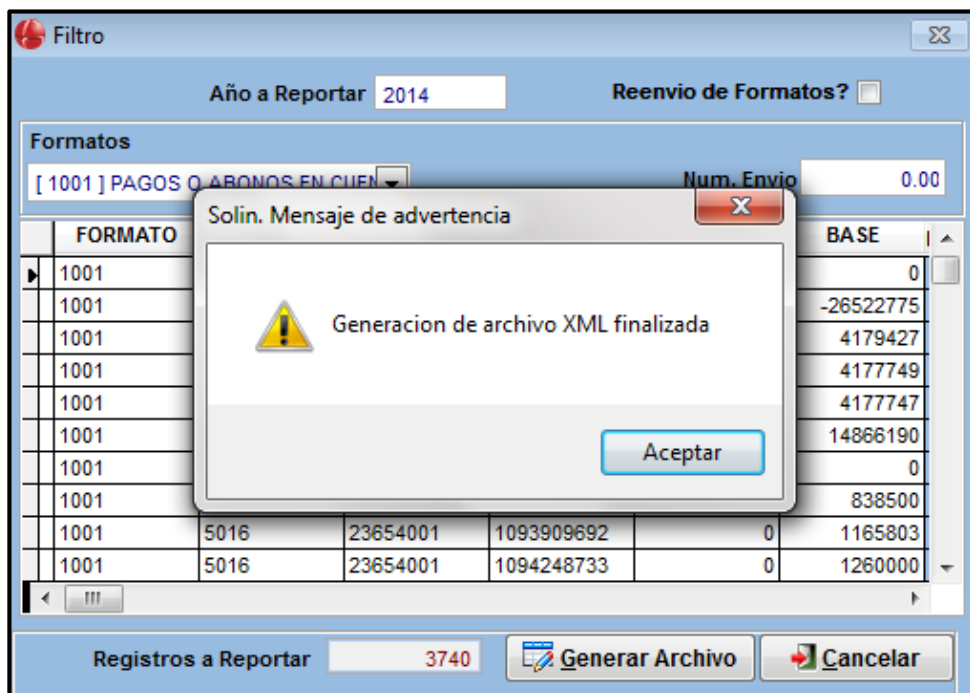 Filtro
Año a Reportar 2014 Reenvio de Formatos?
Formatos
[ 1001 ] PAGOS O ABONOS EN CUEN Num. Envio 0.00
Solin. Mensaje de advertencia
FORMATO BASE
1001 0
1001 -26522775
Generacion de archivo XML finalizada
1001 4179427
1001 4177749
1001 4177747
1001 14866190
Aceptar
1001 0
1001 838500
1001 5016 23654001 1093909692 0 1165803
1001 5016 23654001 1094248733 0 1260000
Registros a Reportar 3740 Generar Archivo Cancelar